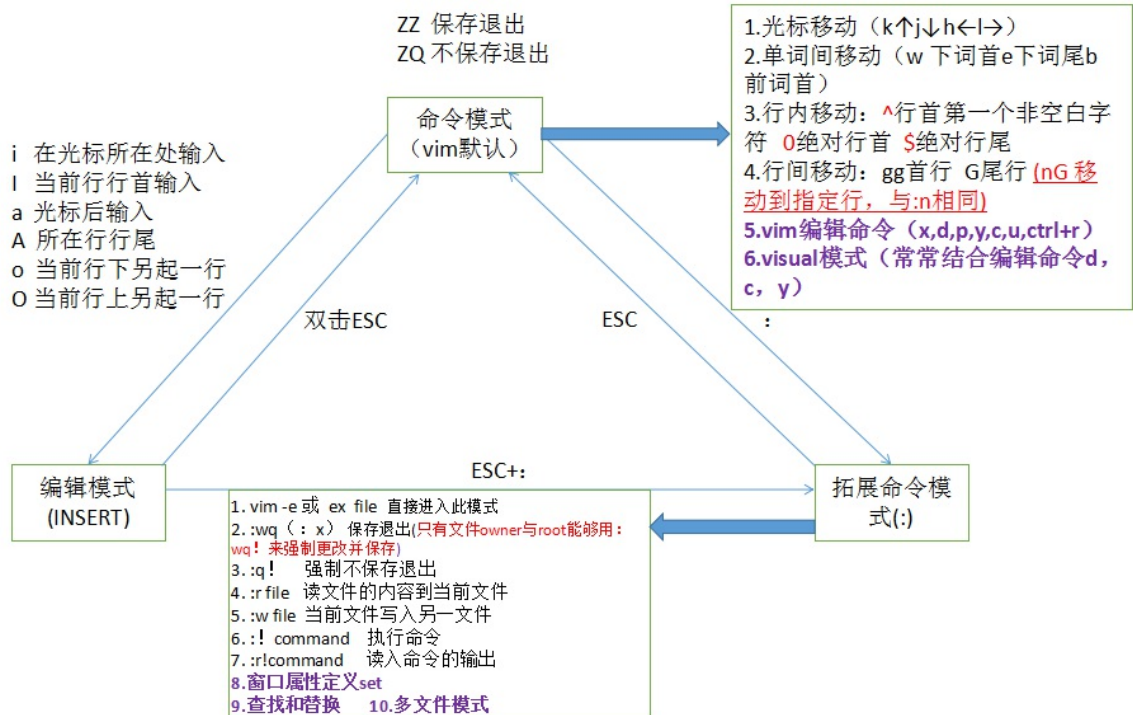 ZZ 保存退出
ZQ 不保存退出
命令模式
（vim默认）
1.光标移动（k↑j↓h←l→）
2.单词间移动（w 下词首e下词尾b
前词首）
3.行内移动：^行首第一个非空白字
符 0绝对行首 $绝对行尾
4.行间移动：gg首行 G尾行 (nG 移
动到指定行，与:n相同)
5.vim编辑命令（x,d,p,y,c,u,ctrl+r）
6.visual模式（常常结合编辑命令d，
c，y）
i 在光标所在处输入
I 当前行行首输入
a 光标后输入
A 所在行行尾
o 当前行下另起一行
O 当前行上另起一行
双击ESC
ESC
：
编辑模式
(INSERT)
ESC+：
拓展命令模
式(:)
1. vim -e 或 ex file 直接进入此模式
2. :wq（：x） 保存退出(只有文件owner与root能够用：
wq！来强制更改并保存)
3. :q！ 强制不保存退出
4. :r file 读文件的内容到当前文件
5. :w file 当前文件写入另一文件
6. :！command 执行命令
7. :r!command 读入命令的输出
8.窗口属性定义set
9.查找和替换 10.多文件模式